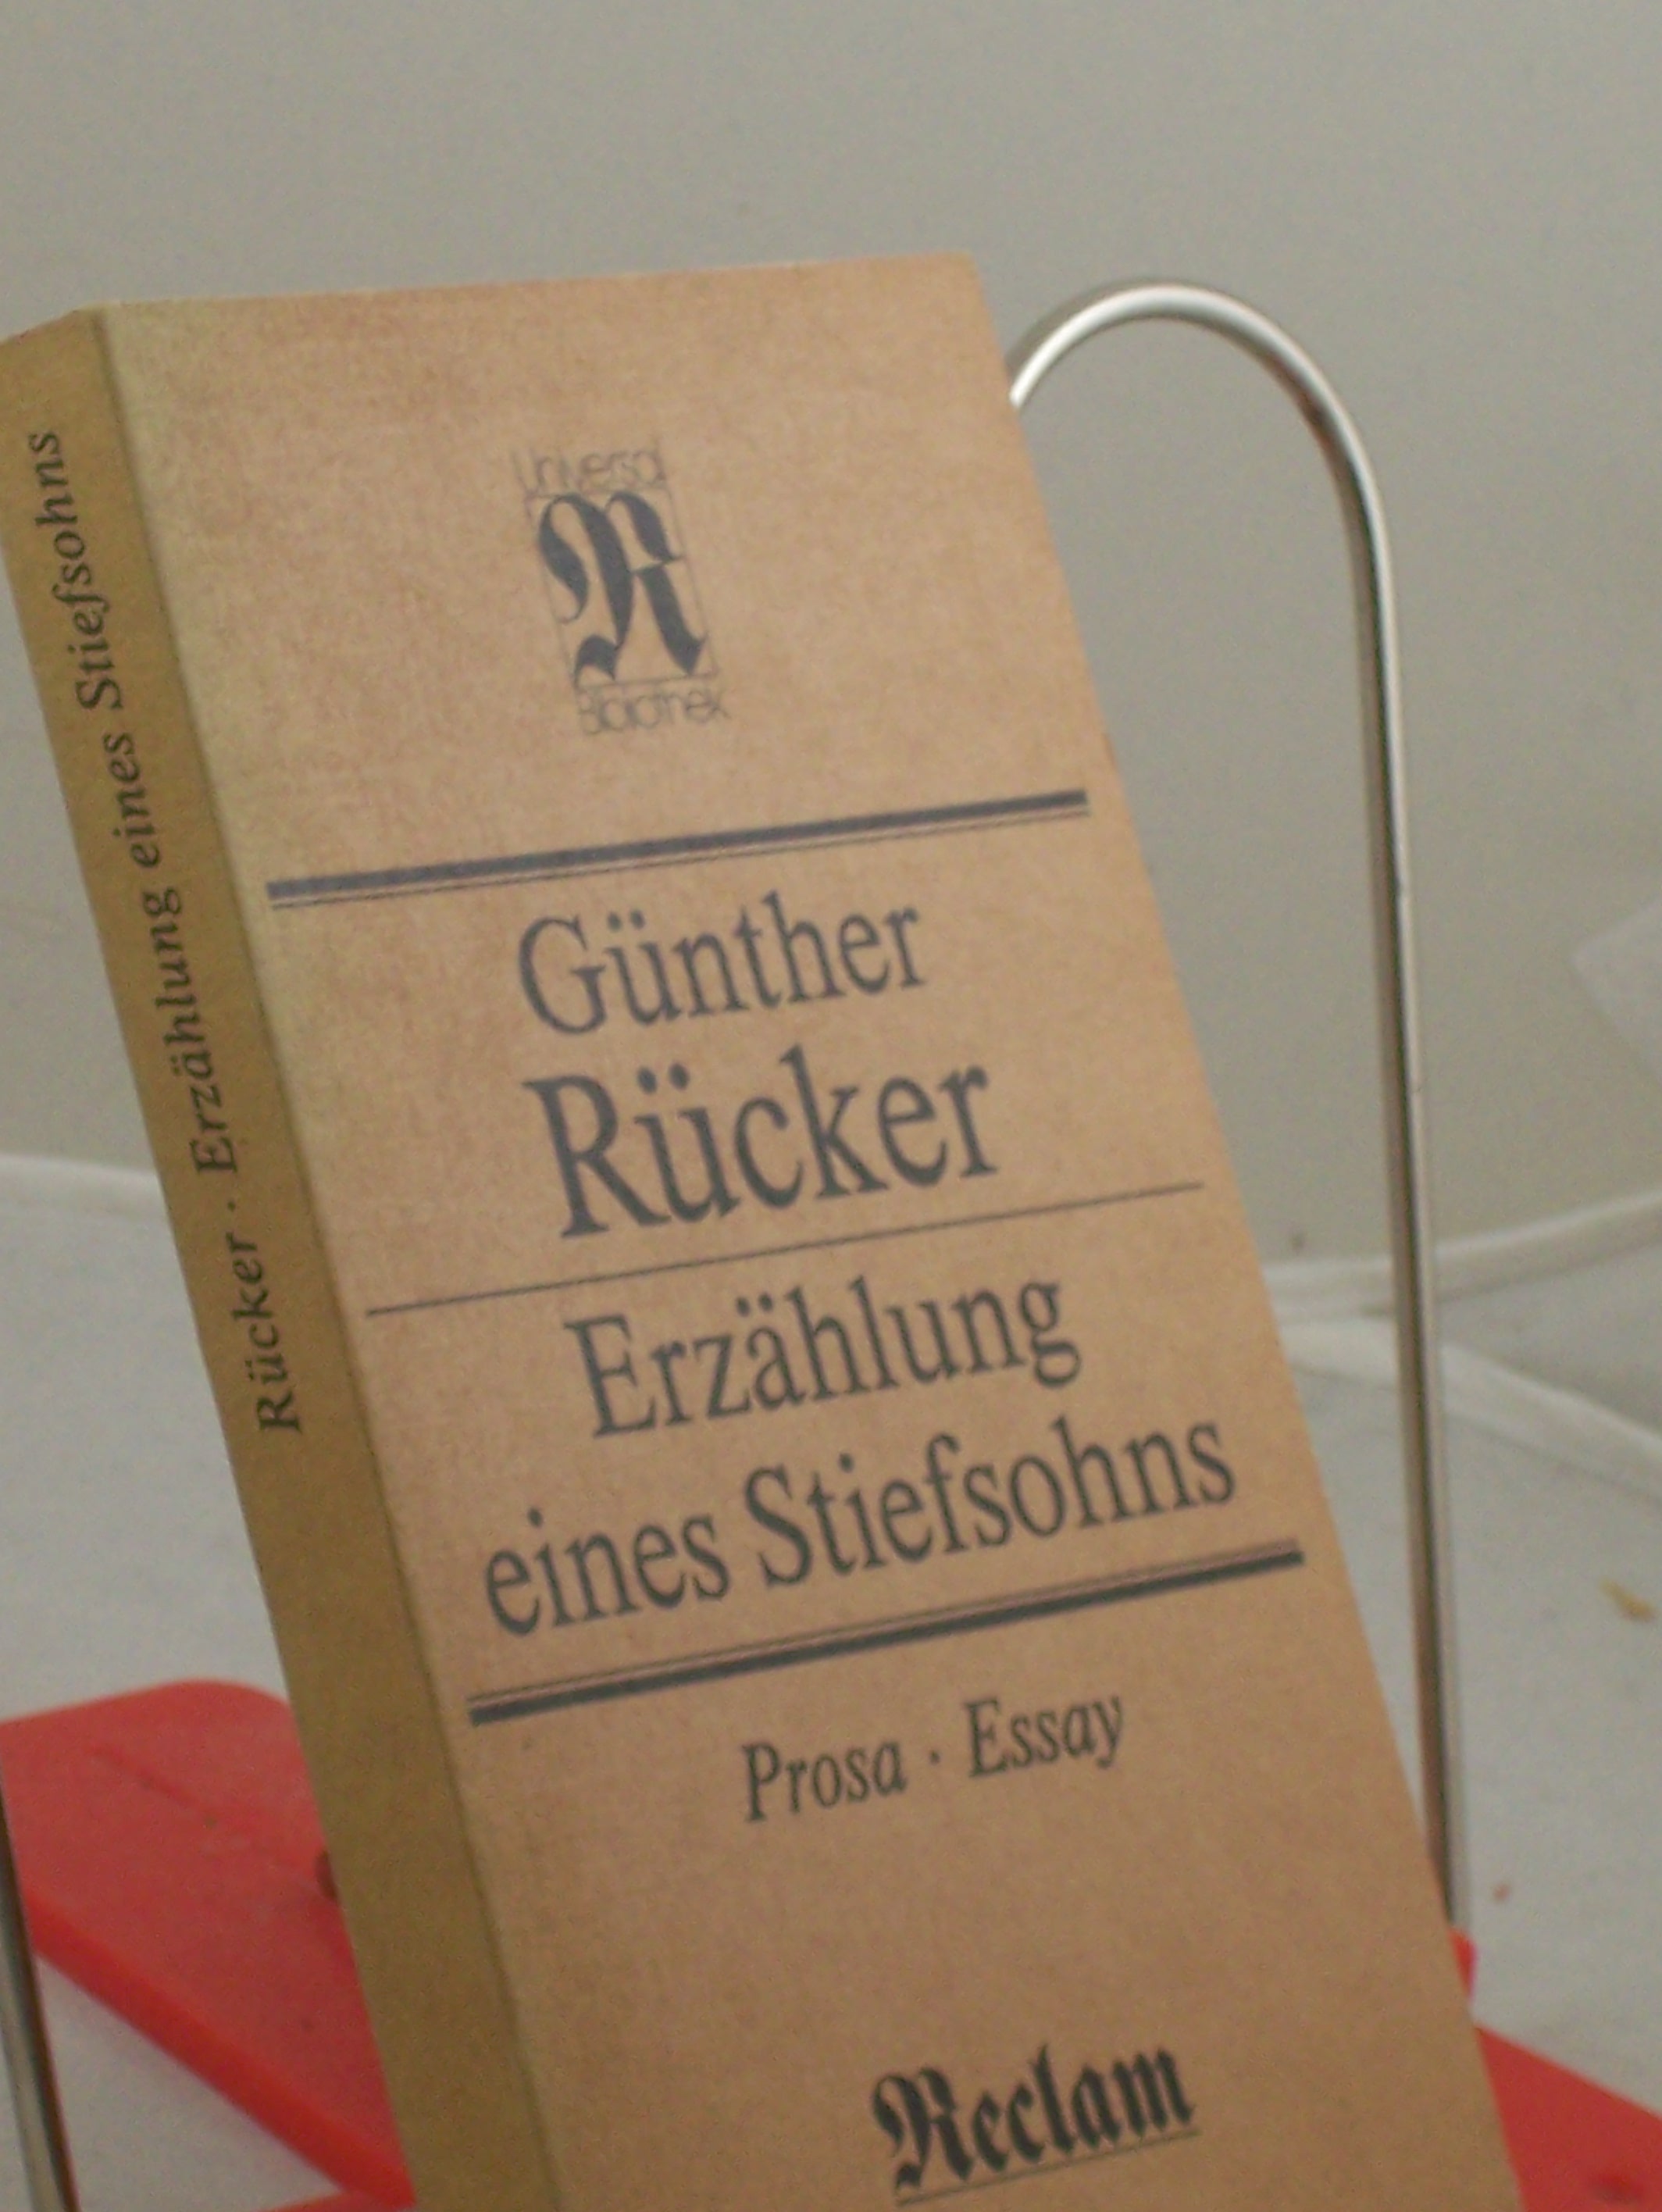 Rücker · Erzählung eines Stiefsohns
Universal
R
Bibliothek
Günther
Rücker
Erzählung
eines Stiefsohns
Prosa · Essay
Reclam